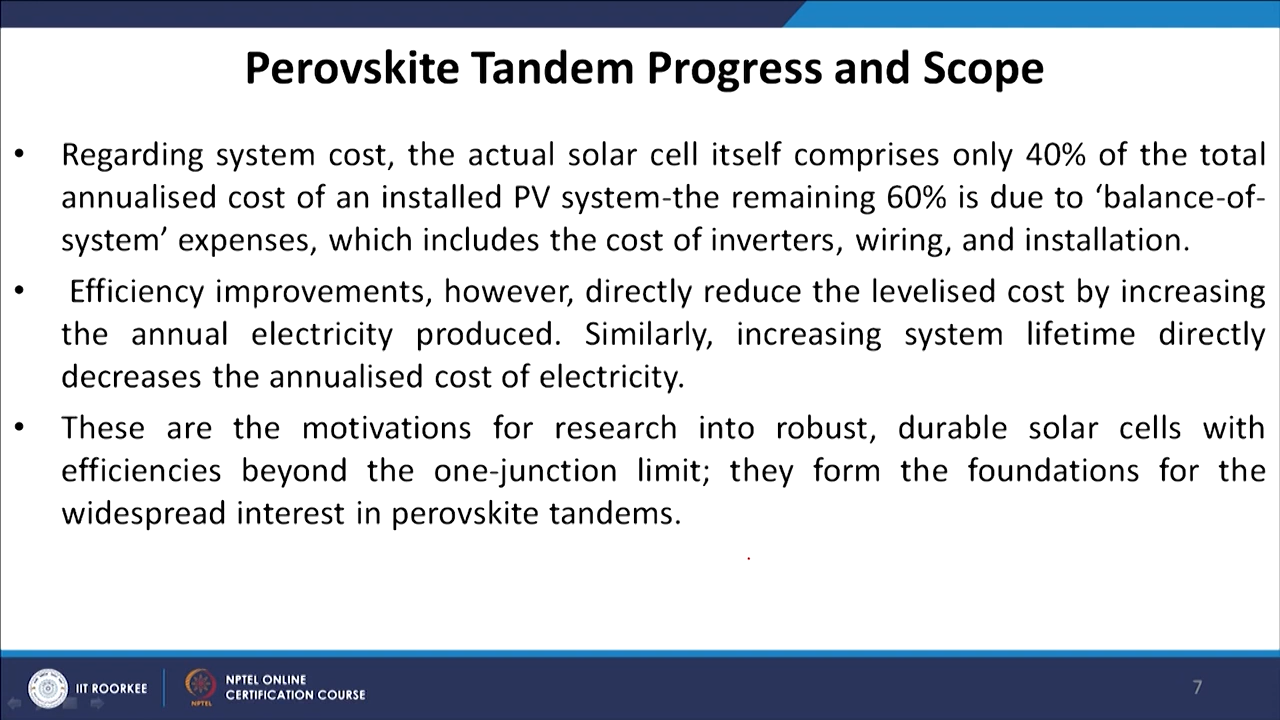 Perovskite Tandem Progress and Scope
• Regarding system cost, the actual solar cell itself comprises only 40% of the total
annualised cost of an installed PV system-the remaining 60% is due to ‘balance-of-
system’ expenses, which includes the cost of inverters, wiring, and installation.
• Efficiency improvements, however, directly reduce the levelised cost by increasing
the annual electricity produced. Similarly, increasing system lifetime directly
decreases the annualised cost of electricity.
• These are the motivations for research into robust, durable solar cells with
efficiencies beyond the one-junction limit; they form the foundations for the
widespread interest in perovskite tandems.
IIT ROORKEE
NPTEL
NPTEL ONLINE
CERTIFICATION COURSE
7